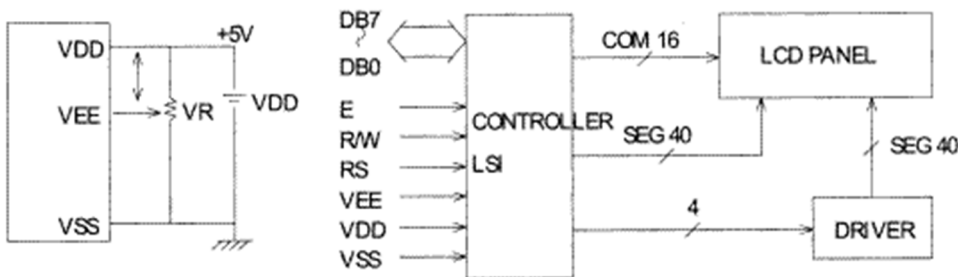 VDD
+5V
VEE
VR
VDD
VSS
DB7
DB0
E
R/W
RS
VEE
VDD
VSS
CONTROLLER
LSI
COM 16
SEG 40
4
LCD PANEL
SEG 40
DRIVER